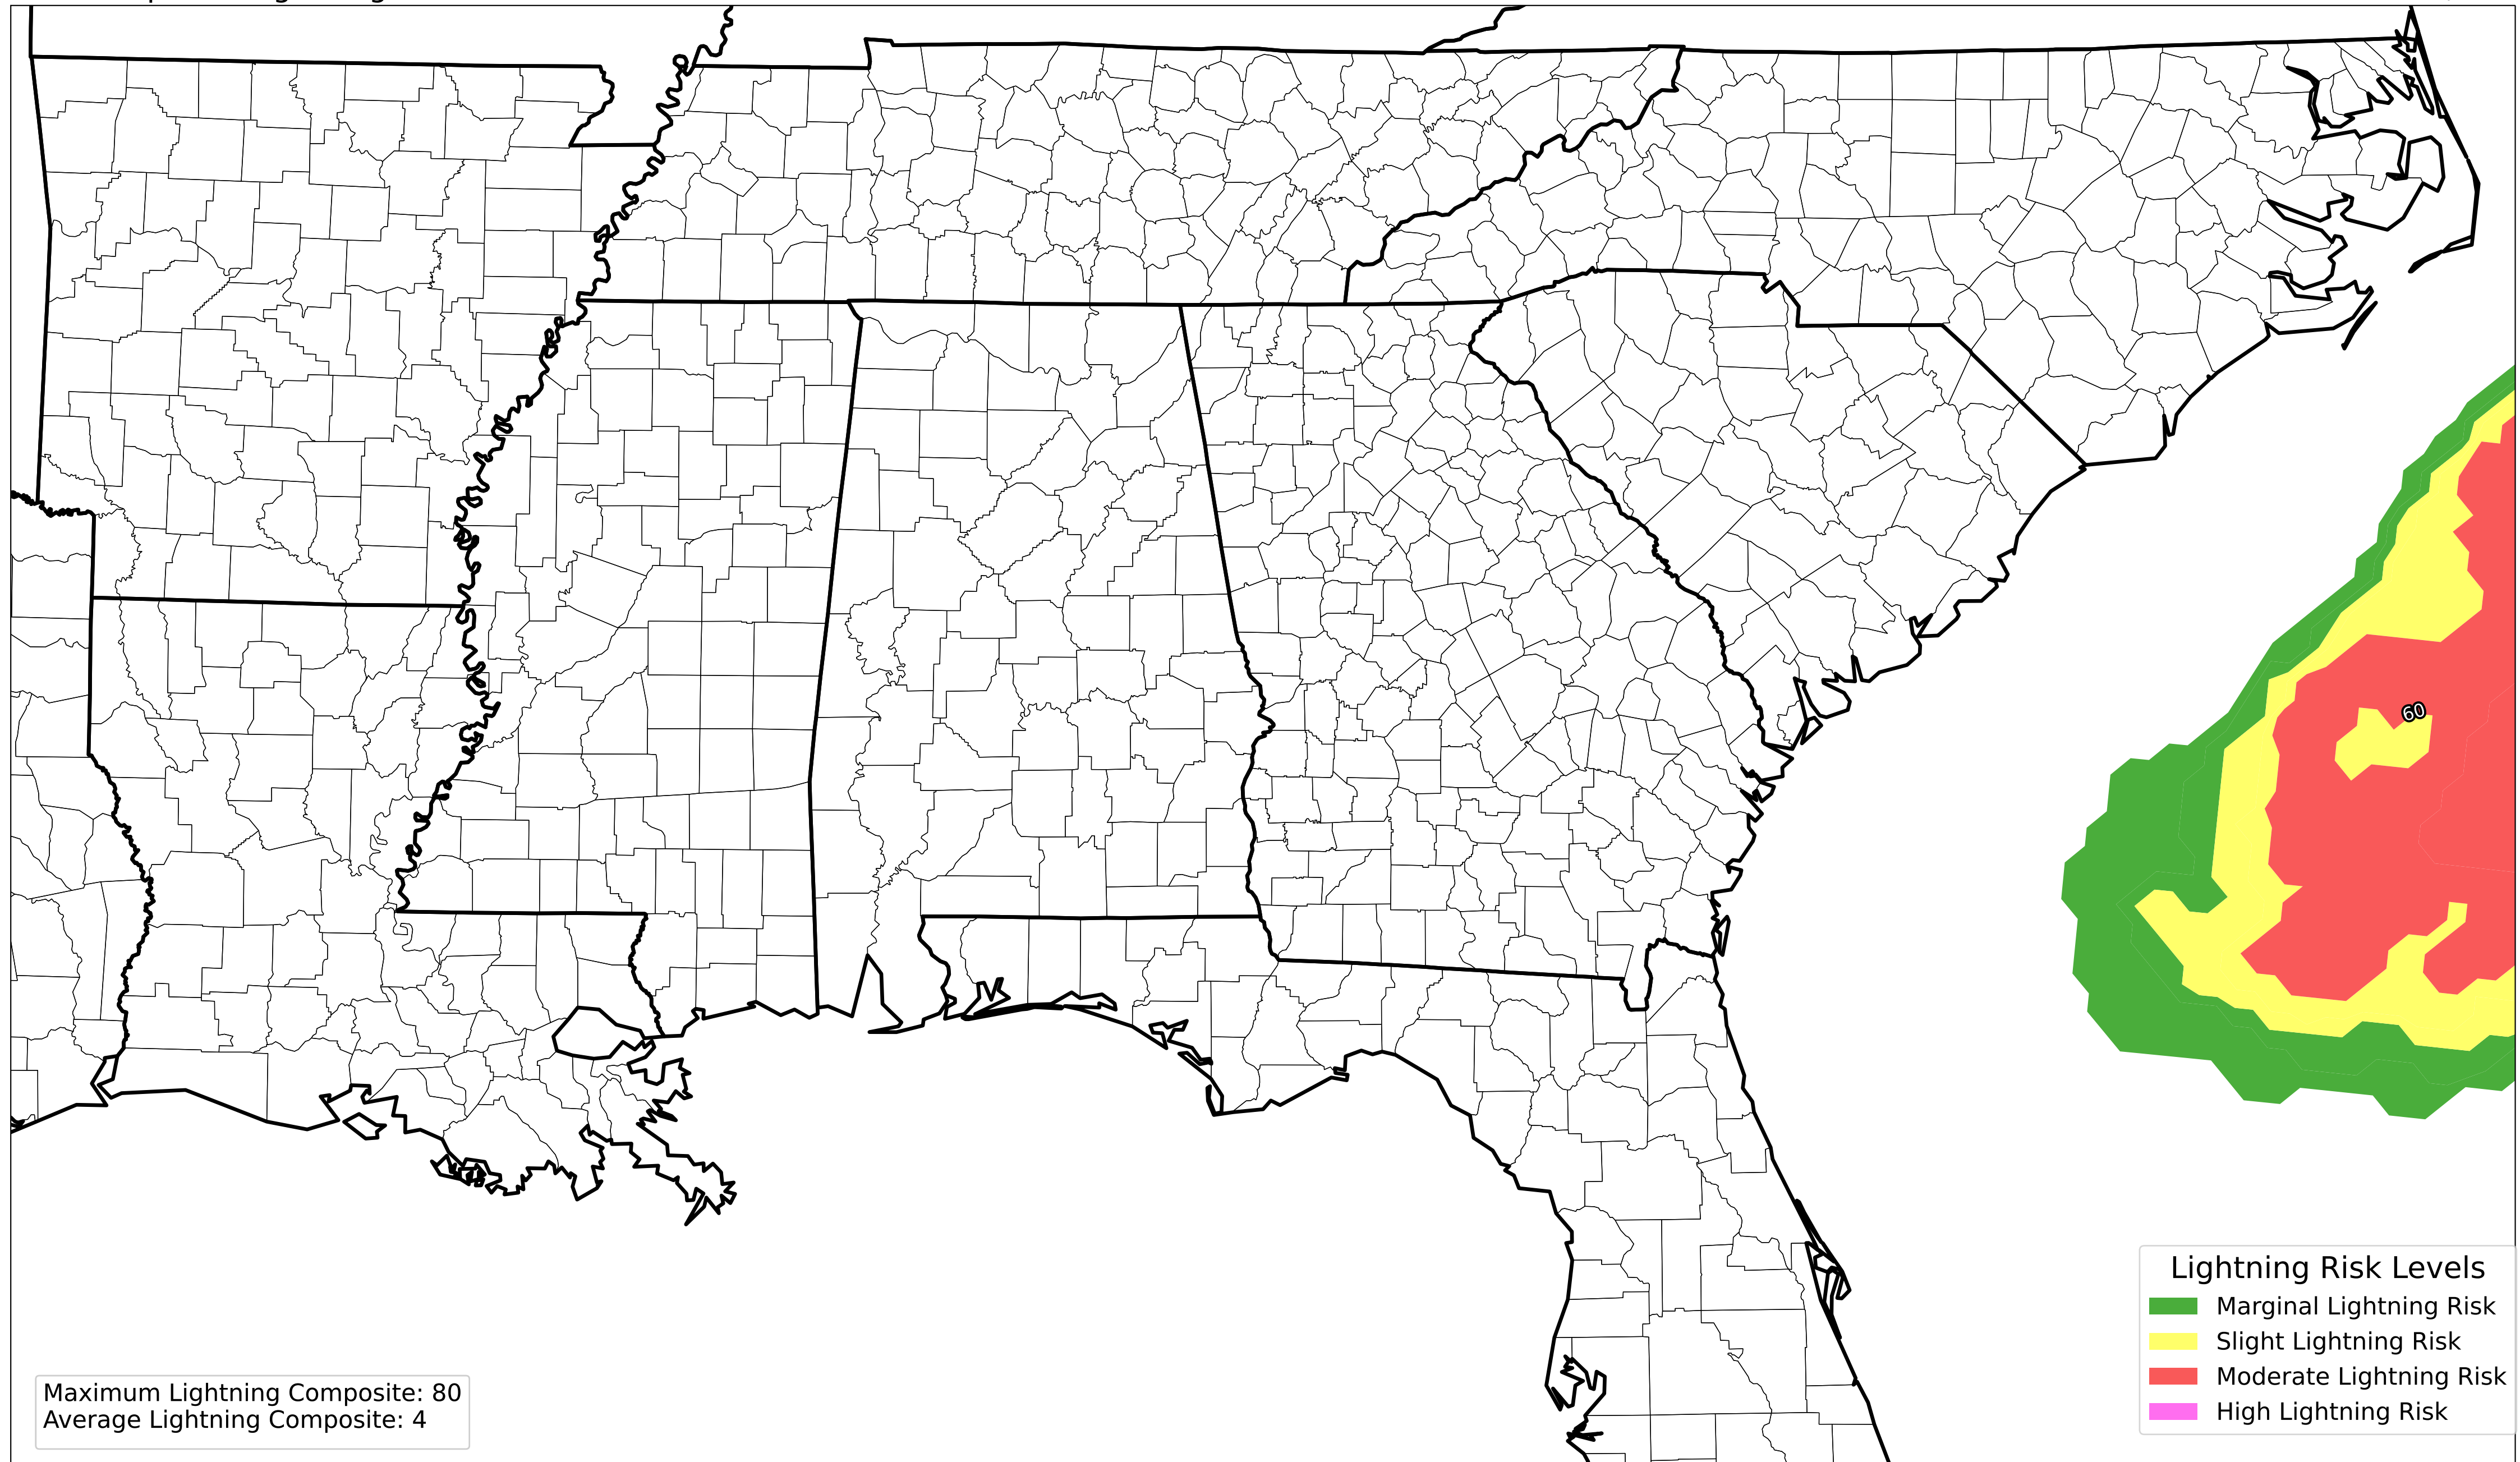 60
Lightning Risk Levels
Marginal Lightning Risk
Slight Lightning Risk
Moderate Lightning Risk
High Lightning Risk
Maximum Lightning Composite: 80
Average Lightning Composite: 4